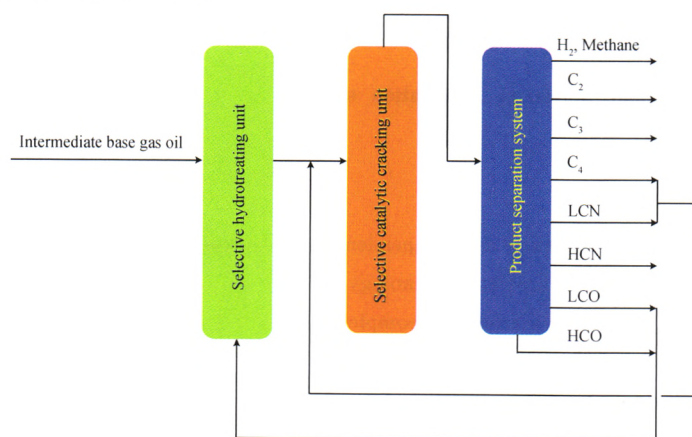 H₂, Methane
C₂
C₃
C₄
LCN
HCN
LCO
HCO
Intermediate base gas oil
Selective hydrotreating unit
Selective catalytic cracking unit
Product separation system